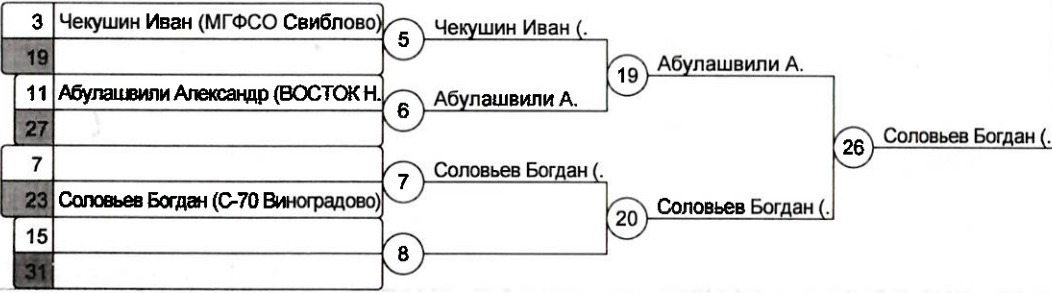 3 Чекушин Иван (МГФСО Свиблово)
19
11 Абулашвили Александр (ВОСТОК Н.
27
7
23 Соловьев Богдан (С-70 Виноградово)
15
31
5 Чекушин Иван (.
6 Абулашвили А.
7 Соловьев Богдан (.
8
19 Абулашвили А.
20 Соловьев Богдан (.
26 Соловьев Богдан (.